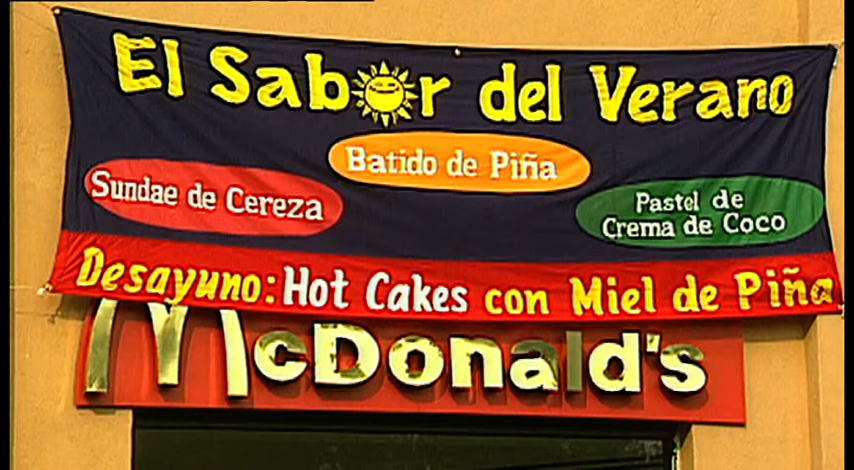 El Sabor del Verano
Batido de Piña
Sundae de Cereza
Pastel de
Crema de Coco
Desayuno: Hot Cakes con Miel de Piña
McDonald's